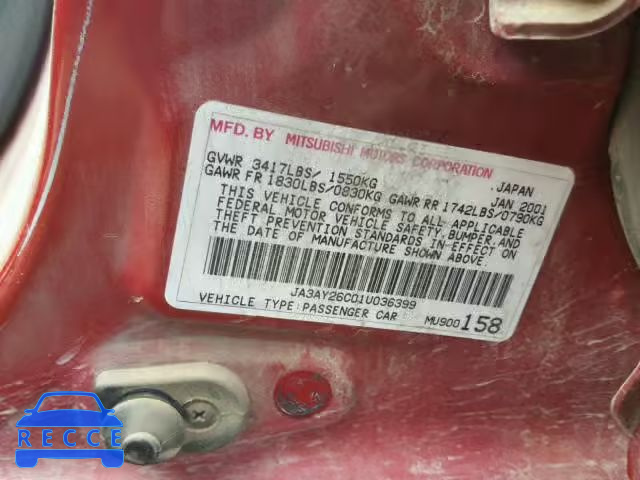 MFD. BY MITSUBISHI MOTORS CORPORATION
JAPAN
GVWR 3417LBS/ 1550KG JAN 2001
GAWR FR 1830LBS/0830KG GAWR RR 1742LBS/0790KG
THIS VEHICLE CONFORMS TO ALL APPLICABLE
FEDERAL MOTOR VEHICLE SAFETY, BUMPER, AND
THEFT PREVENTION STANDARDS IN EFFECT ON
THE DATE OF MANUFACTURE SHOWN ABOVE.
JA3AY26C01U036399
VEHICLE TYPE:PASSENGER CAR MU900158
RECCE